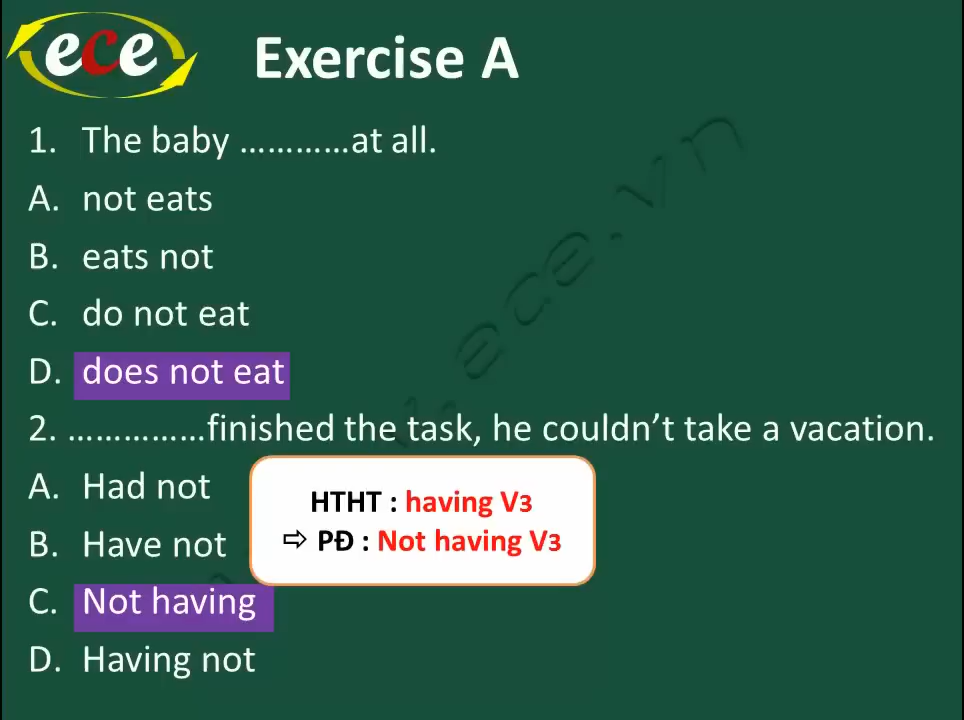 ece
Exercise A
1. The baby …………at all.
A. not eats
B. eats not
C. do not eat
D. does not eat
2. ……………finished the task, he couldn’t take a vacation.
A. Had not
B. Have not
C. Not having
D. Having not
HTHT : having V3
⇨ PĐ : Not having V3
ece.vn